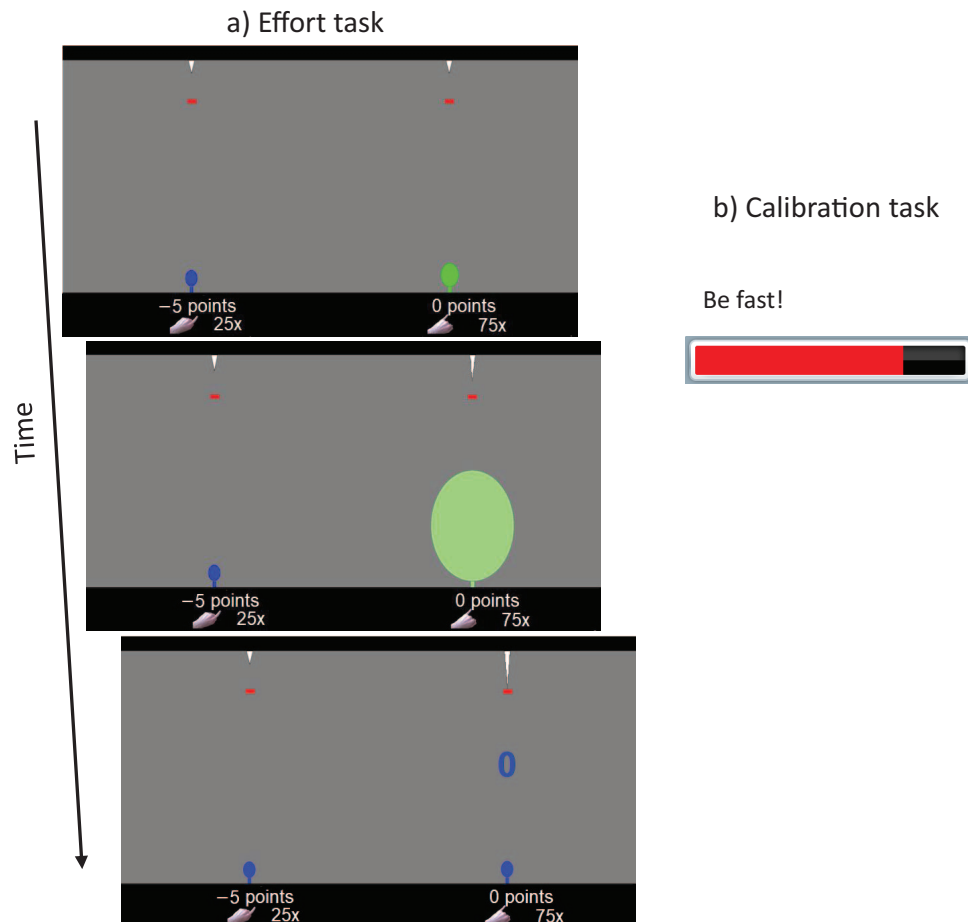 a) Effort task
−5 points 0 points
25x 75x
Time
−5 points 0 points
25x 75x
0
−5 points 0 points
25x 75x
b) Calibration task
Be fast!